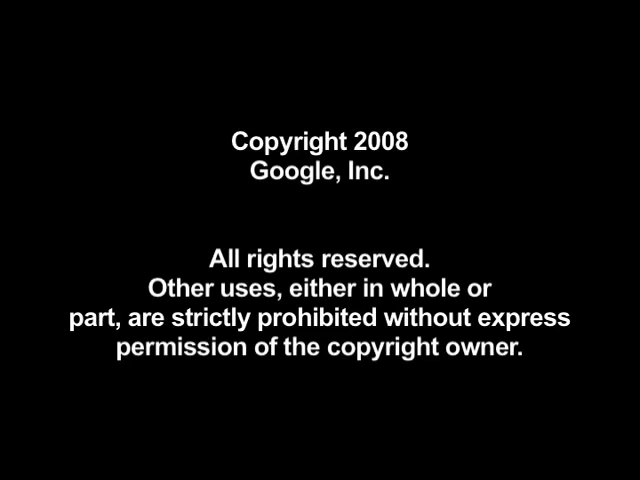 Copyright 2008
Google, Inc.
All rights reserved.
Other uses, either in whole or
part, are strictly prohibited without express
permission of the copyright owner.